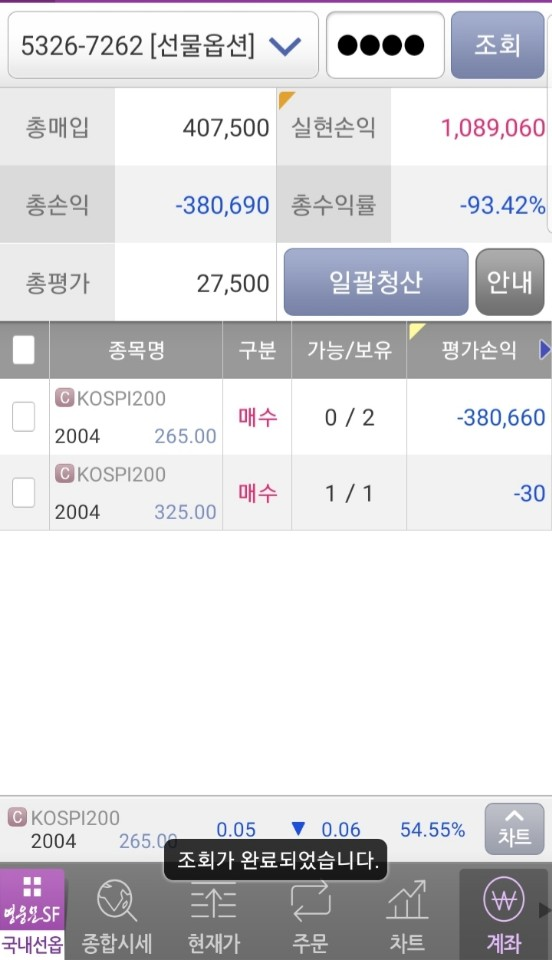 5326-7262 [선물옵션] ●●●● 조회
총매입 407,500 실현손익 1,089,060
총손익 -380,690 총수익률 -93.42%
총평가 27,500 일괄청산 안내
종목명 구분 가능/보유 평가손익
C KOSPI200
2004 265.00 매수 0 / 2 -380,660
C KOSPI200
2004 325.00 매수 1 / 1 -30
C KOSPI200
2004 265.00 0.05 ▼ 0.06 54.55% 차트
조회가 완료되었습니다.
영웅문SF
국내선옵 종합시세 현재가 주문 차트 계좌